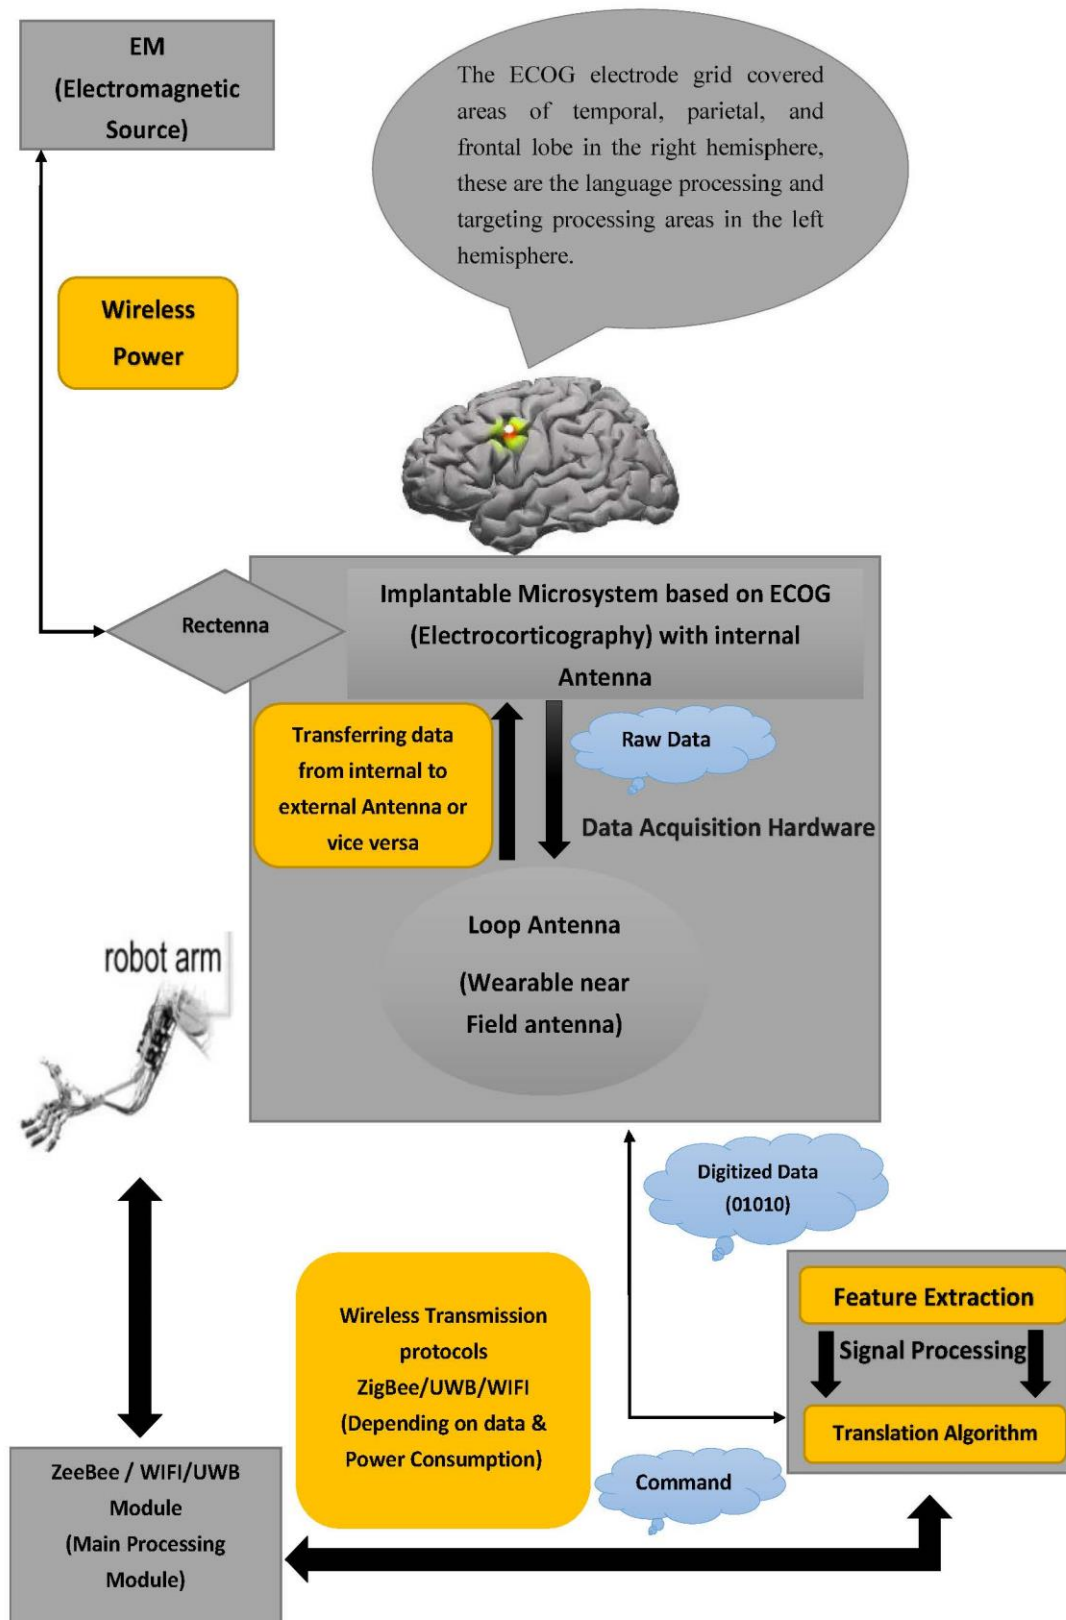 EM
(Electromagnetic
Source)
The ECOG electrode grid covered
areas of temporal, parietal, and
frontal lobe in the right hemisphere,
these are the language processing and
targeting processing areas in the left
hemisphere.
Wireless
Power
Rectenna
Implantable Microsystem based on ECOG
(Electrocorticography) with internal
Antenna
Transferring data
from internal to
external Antenna or
vice versa
Raw Data
Data Acquisition Hardware
Loop Antenna
(Wearable near
Field antenna)
robot arm
Digitized Data
(01010)
Feature Extraction
Signal Processing
Translation Algorithm
Wireless Transmission
protocols
ZigBee/UWB/WIFI
(Depending on data &
Power Consumption)
Command
ZeeBee / WIFI/UWB
Module
(Main Processing
Module)